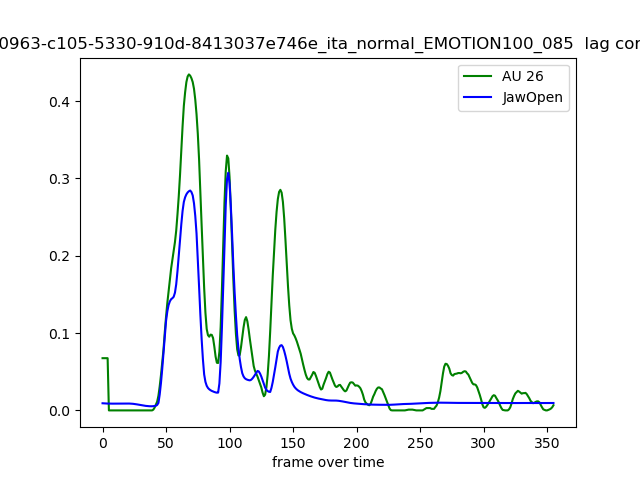 0963-c105-5330-910d-8413037e746e_ita_normal_EMOTION100_085 lag cor
AU 26
JawOpen
0.4
0.3
0.2
0.1
0.0
0 50 100 150 200 250 300 350
frame over time